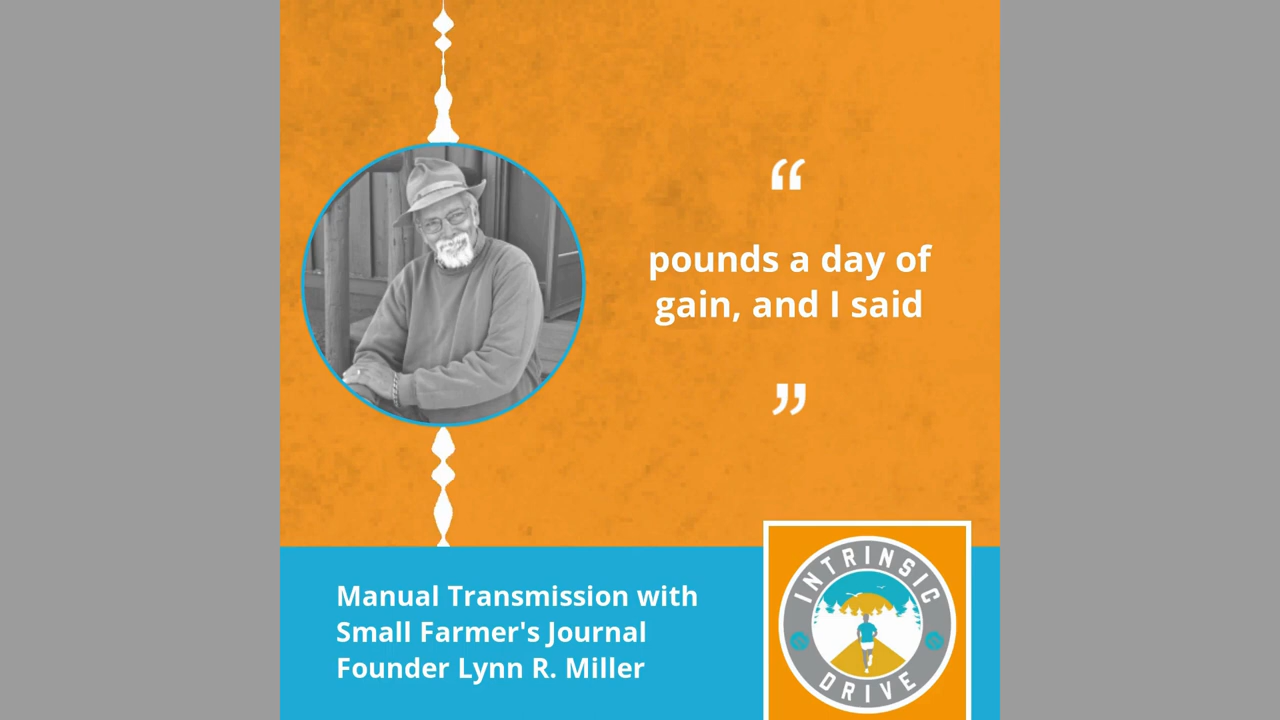 “
pounds a day of
gain, and I said
”
Manual Transmission with
Small Farmer's Journal
Founder Lynn R. Miller
INTRINSIC
DRIVE